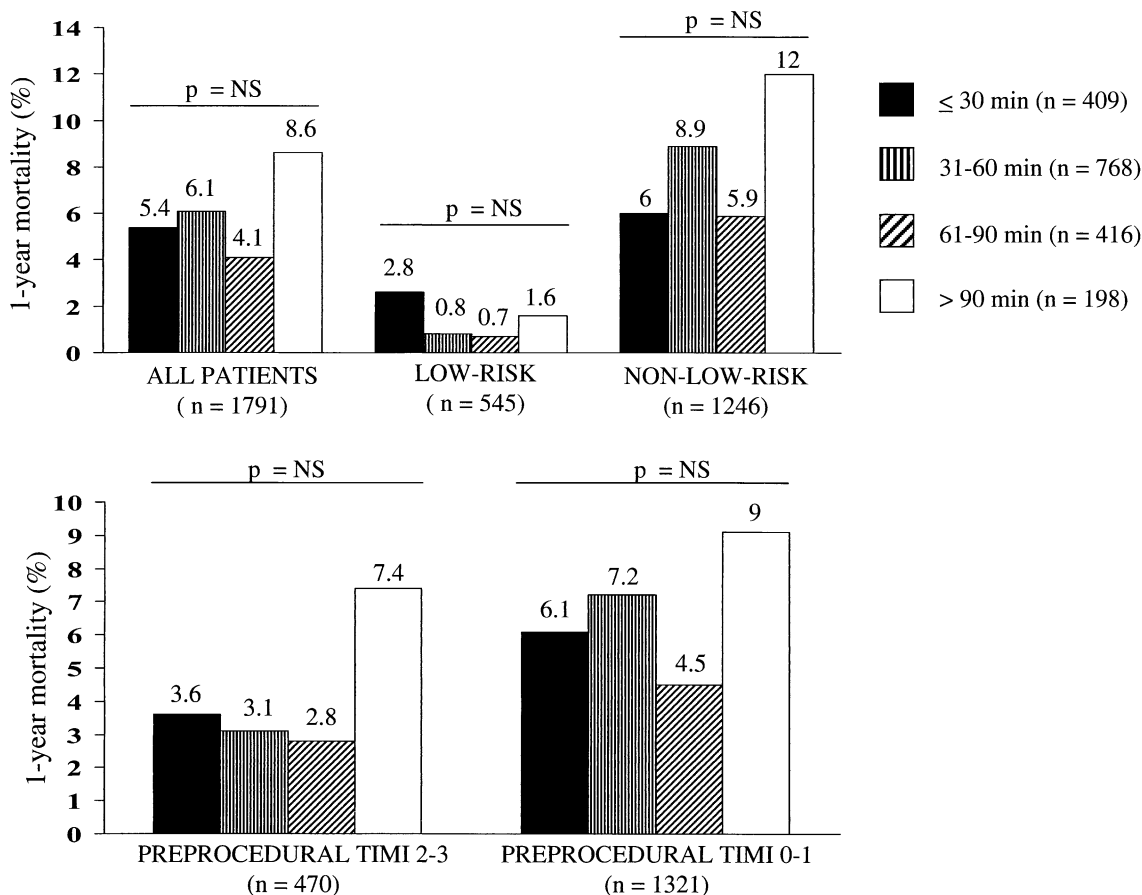 p = NS
14
12
10
8
6
4
2
0
1-year mortality (%)
p = NS
5.4
6.1
4.1
8.6
p = NS
2.8
0.8
0.7
1.6
6
8.9
5.9
12
ALL PATIENTS
( n = 1791)
LOW-RISK
( n = 545)
NON-LOW-RISK
(n = 1246)
≤ 30 min (n = 409)
31-60 min (n = 768)
61-90 min (n = 416)
> 90 min (n = 198)
p = NS
p = NS
10
9
8
7
6
5
4
3
2
1
0
1-year mortality (%)
3.6
3.1
2.8
7.4
6.1
7.2
4.5
9
PREPROCEDURAL TIMI 2-3
(n = 470)
PREPROCEDURAL TIMI 0-1
(n = 1321)